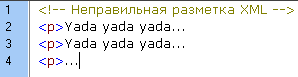 1 <!-- Неправильная разметка XML -->
2 <p>Yada yada yada...
3 <p>Yada yada yada...
4 <p>...